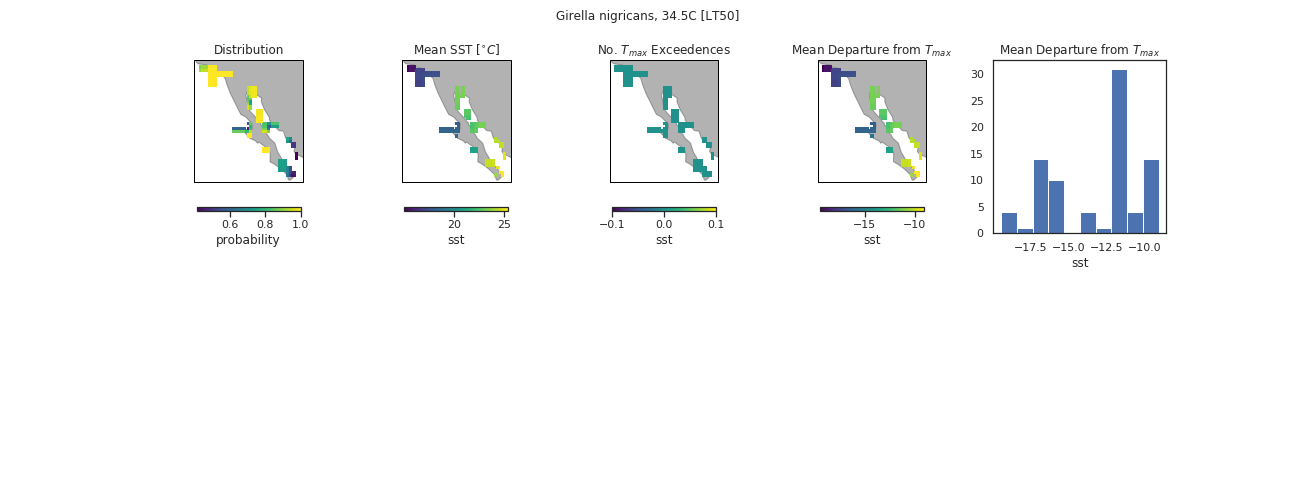 Girella nigricans, 34.5C [LT50]
Distribution
0.6 0.8 1.0
probability
Mean SST [°C]
20 25
sst
No. Tmax Exceedences
−0.1 0.0 0.1
sst
Mean Departure from Tmax
−15 −10
sst
Mean Departure from Tmax
30
25
20
15
10
5
0
−17.5 −15.0 −12.5 −10.0
sst